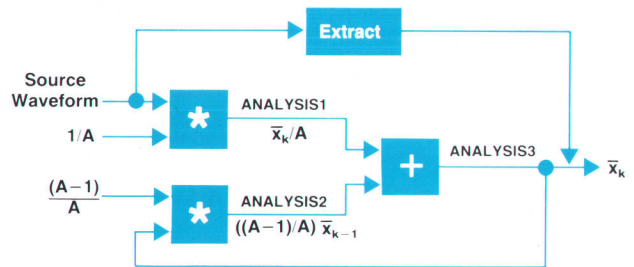 Extract
Source
Waveform
ANALYSIS1
*
x̅ₖ/A
1/A
ANALYSIS3
+
x̅ₖ
(A−1)
A
ANALYSIS2
*
((A−1)/A) x̅ₖ₋₁